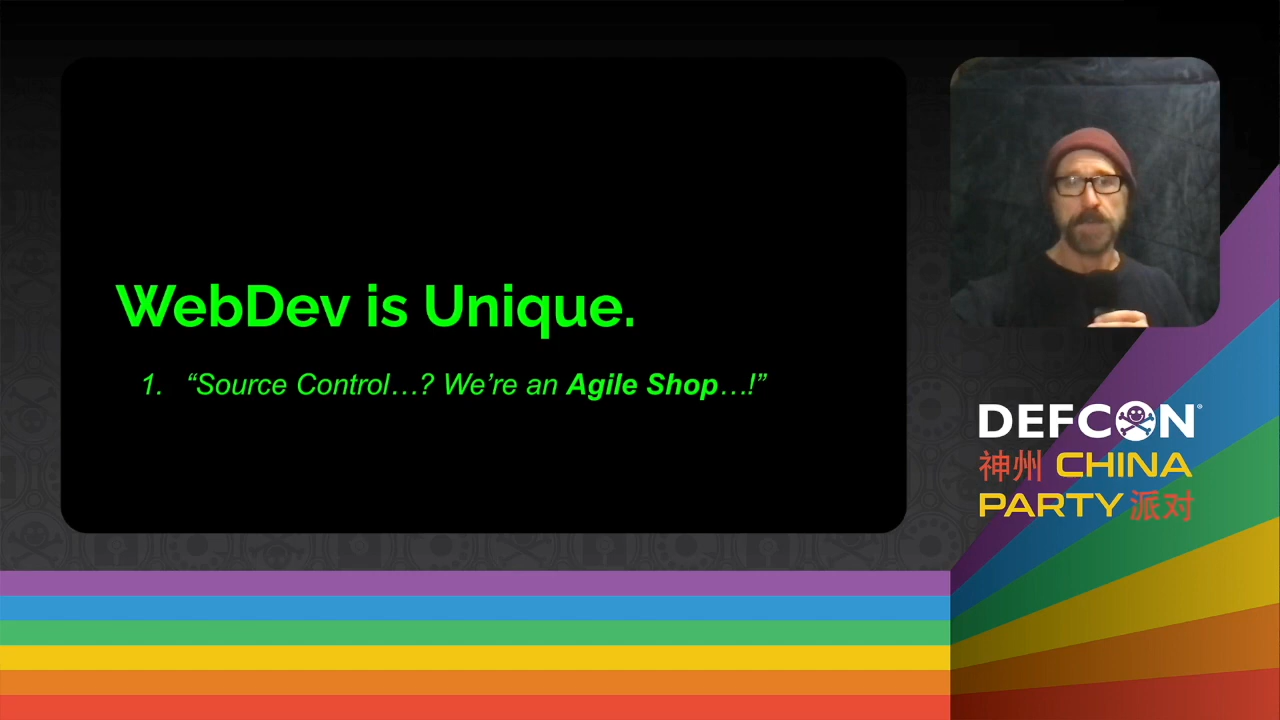 WebDev is Unique.
1. “Source Control…? We’re an Agile Shop…!”
DEFCON®
神州 CHINA
PARTY 派对